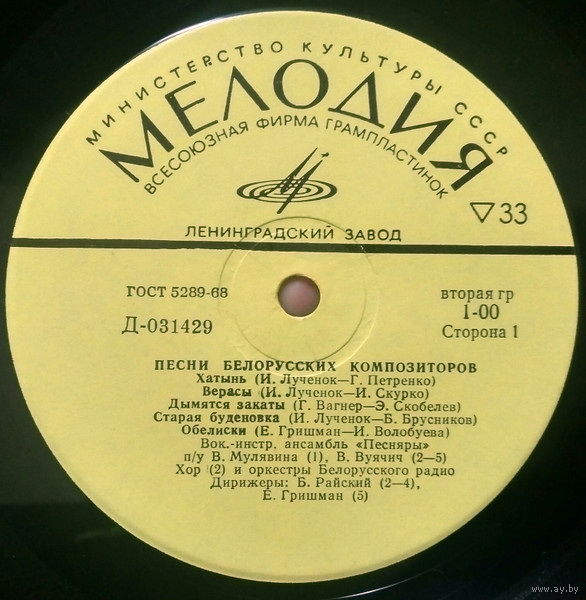 МИНИСТЕРСТВО КУЛЬТУРЫ СССР
МЕЛОДИЯ
ВСЕСОЮЗНАЯ ФИРМА ГРАМПЛАСТИНОК
▽33
ЛЕНИНГРАДСКИЙ ЗАВОД
ГОСТ 5289-68
вторая гр
1-00
Д-031429
Сторона 1
ПЕСНИ БЕЛОРУССКИХ КОМПОЗИТОРОВ
Хатынь (И. Лученок—Г. Петренко)
Верасы (И. Лученок—И. Скурко)
Дымятся закаты (Г. Вагнер—Э. Скобелев)
Старая буденовка (И. Лученок—Б. Брусников)
Обелиски (Е. Гришман—И. Волобуева)
Вок.-инстр, ансамбль «Песняры»
п/у В. Мулявина (1), В. Вуячич (2—5)
Хор (2) и оркестры Белорусского радио
Дирижеры: Б. Райский (2—4),
Е. Гришман (5)
www.ay.by